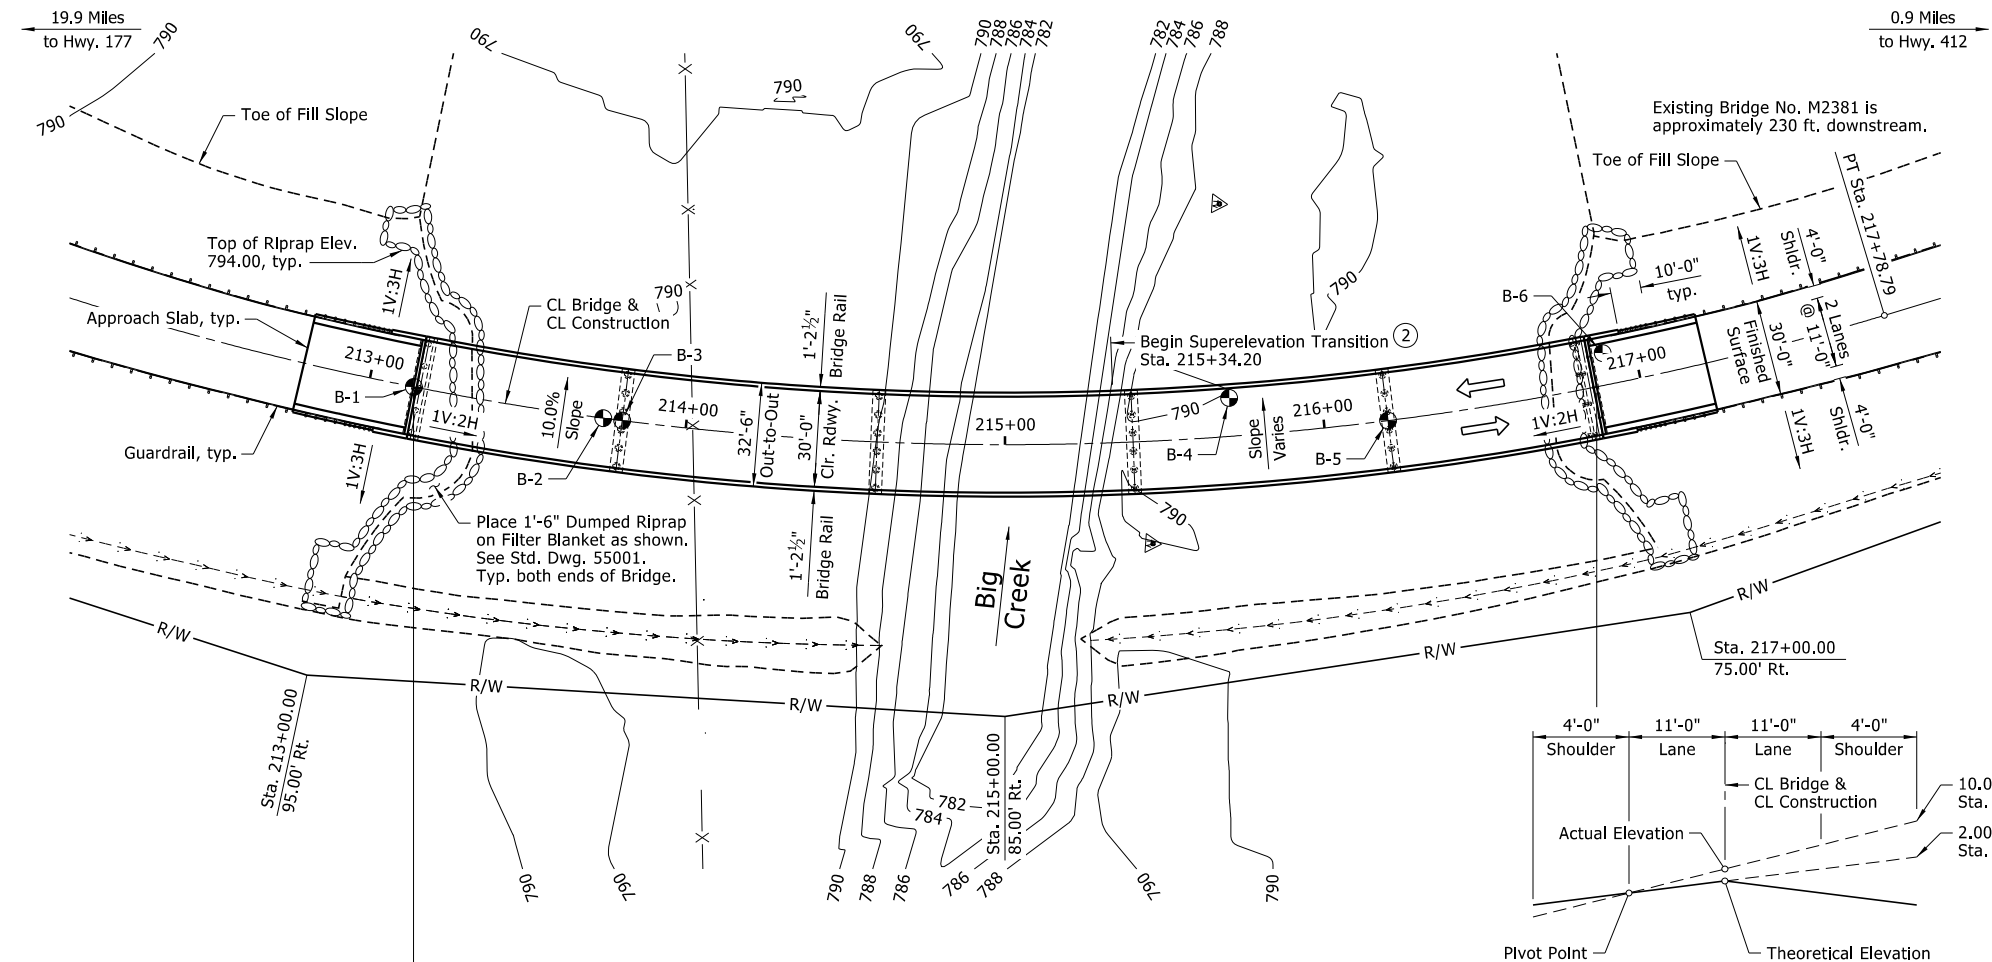 19.9 Miles
to Hwy. 177
0.9 Miles
to Hwy. 412
790
790
790
790
790
790
788
786
784
782
782
784
786
788
Toe of Fill Slope
Existing Bridge No. M2381 is
approximately 230 ft. downstream.
Toe of Fill Slope
PT Sta. 217+78.79
Top of Riprap Elev.
794.00, typ.
1V:3H
CL Bridge &
CL Construction
790
790
1'-2½"
Bridge Rail
B-6
10'-0"
typ.
1V:3H
4'-0"
Shldr.
2 Lanes
@ 11'-0"
30'-0"
Finished
Surface
Approach Slab, typ.
213+00
B-1
B-3
Begin Superelevation Transition 2
Sta. 215+34.20
217+00
1V:2H
10.0%
Slope
214+00
32'-6"
Out-to-Out
30'-0"
Clr. Rdwy.
215+00
790
Slope
Varies
216+00
1V:2H
Guardrail, typ.
1V:3H
B-2
B-4
B-5
1V:3H
4'-0"
Shldr.
Place 1'-6" Dumped Riprap
on Filter Blanket as shown.
See Std. Dwg. 55001.
Typ. both ends of Bridge.
1'-2½"
Bridge Rail
790
Big
Creek
R/W
R/W
R/W
R/W
R/W
R/W
Sta. 213+00.00
95.00' Rt.
Sta. 215+00.00
85.00' Rt.
Sta. 217+00.00
75.00' Rt.
782
784
790
790
790
788
786
786
788
790
790
4'-0"
11'-0"
11'-0"
4'-0"
Shoulder
Lane
Lane
Shoulder
CL Bridge &
CL Construction
10.0
Sta.
Actual Elevation
2.00
Sta.
Pivot Point
Theoretical Elevation